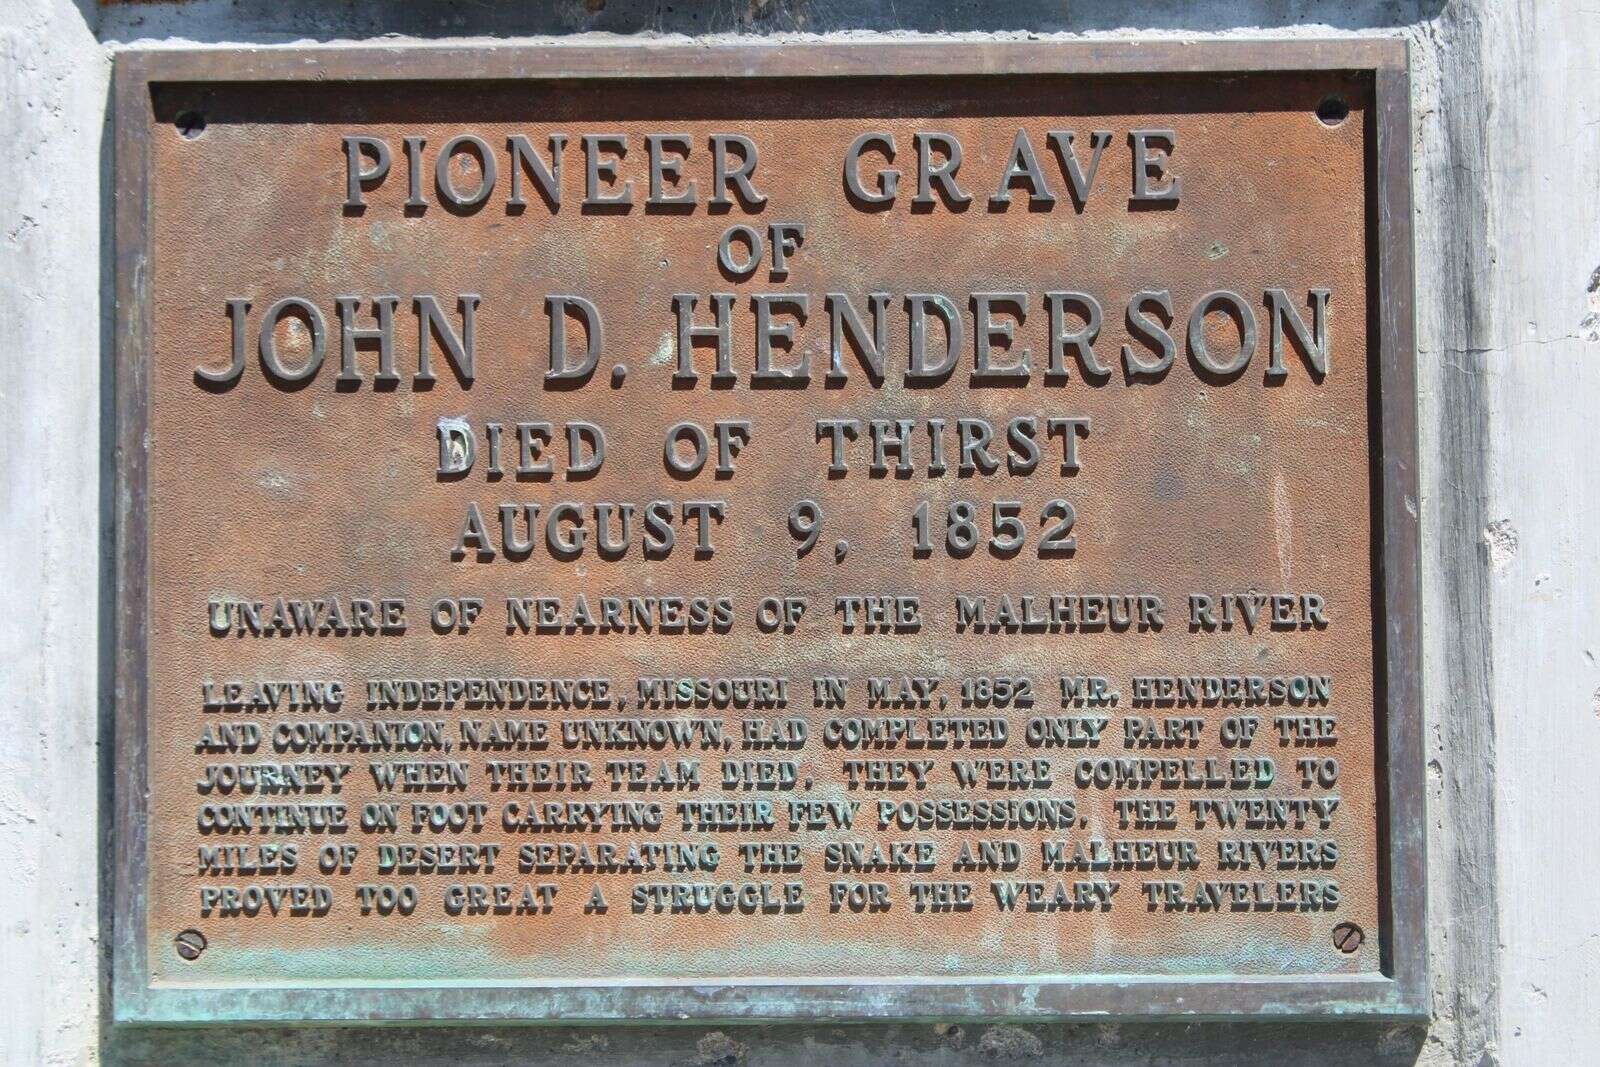 PIONEER GRAVE
OF
JOHN D. HENDERSON
DIED OF THIRST
AUGUST 9, 1852
UNAWARE OF NEARNESS OF THE MALHEUR RIVER
LEAVING INDEPENDENCE, MISSOURI IN MAY, 1852 MR. HENDERSON
AND COMPANION, NAME UNKNOWN, HAD COMPLETED ONLY PART OF THE
JOURNEY WHEN THEIR TEAM DIED. THEY WERE COMPELLED TO
CONTINUE ON FOOT CARRYING THEIR FEW POSSESSIONS. THE TWENTY
MILES OF DESERT SEPARATING THE SNAKE AND MALHEUR RIVERS
PROVED TOO GREAT A STRUGGLE FOR THE WEARY TRAVELERS